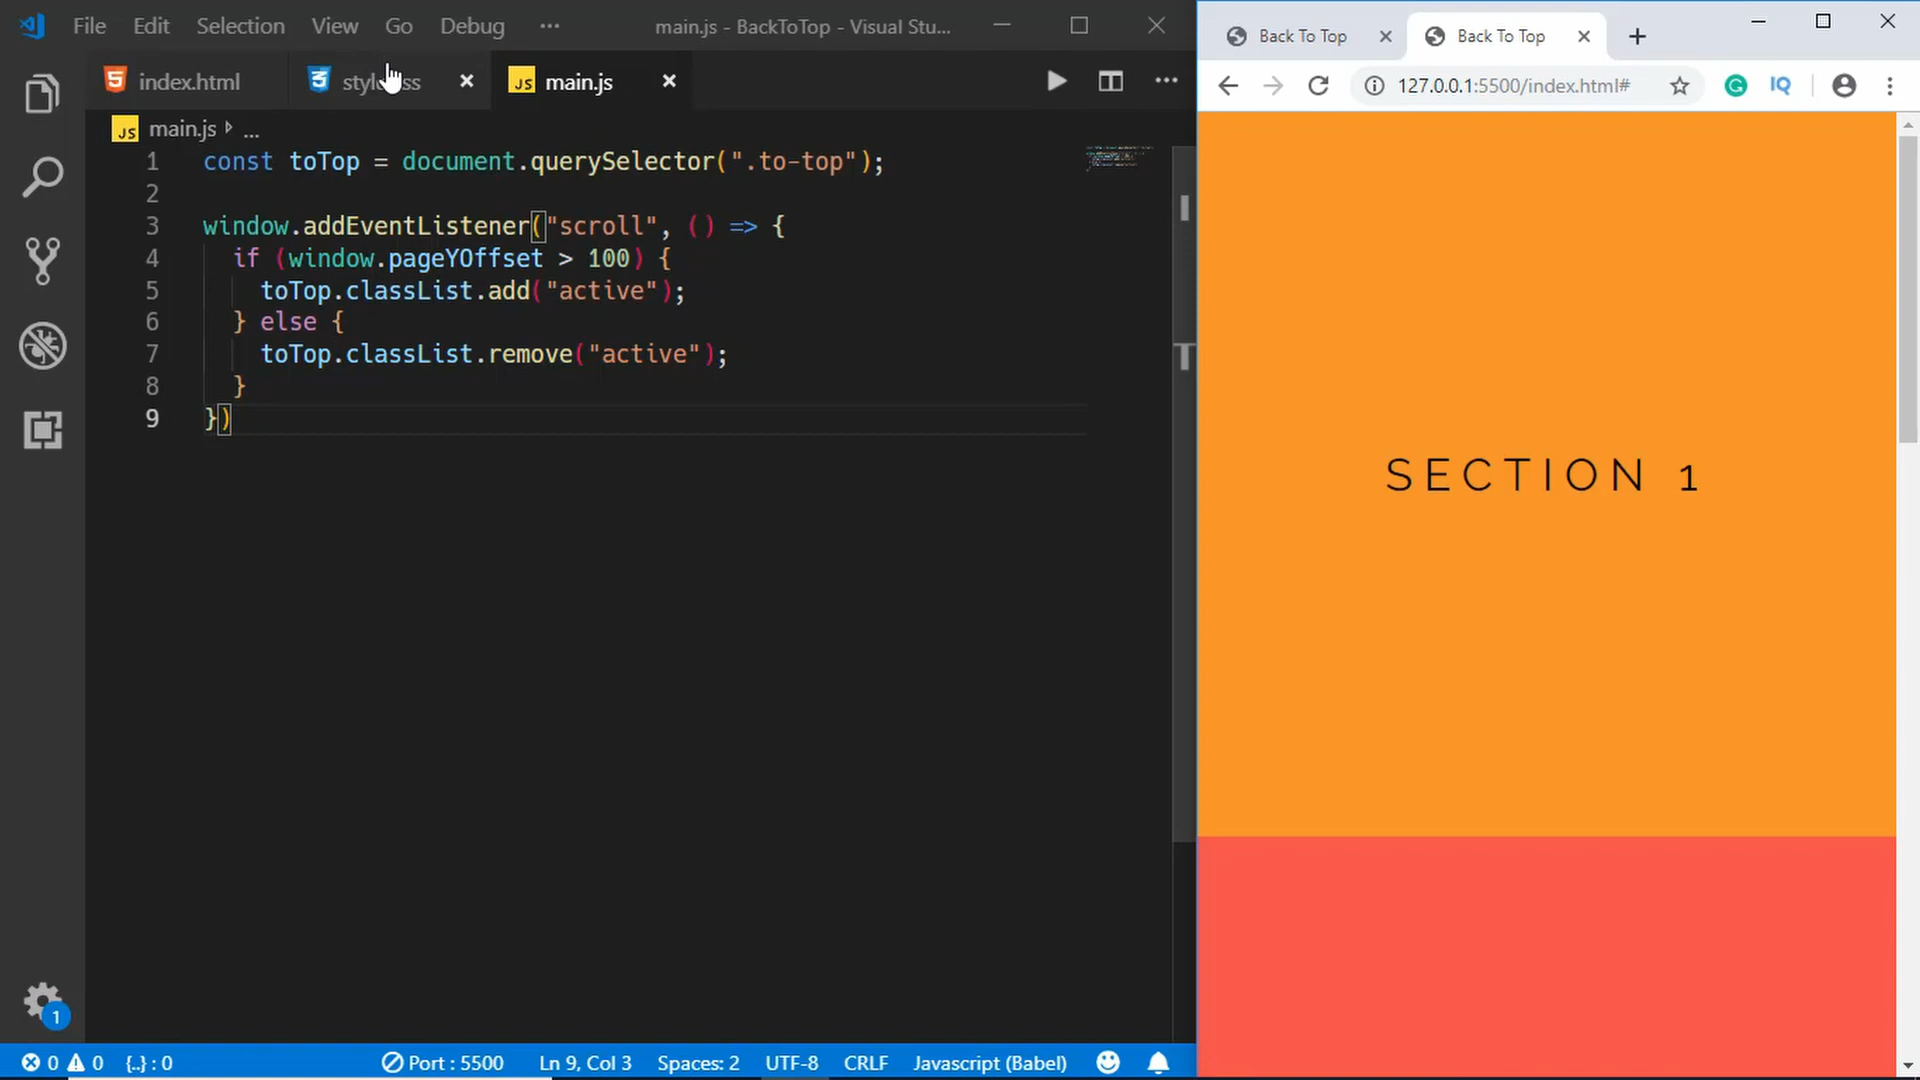 File Edit Selection View Go Debug ··· main.js - BackToTop - Visual Stu...
index.html
main.js
main.js ...
1 const toTop = document.querySelector(".to-top");
2
3 window.addEventListener("scroll", () => {
4 if (window.pageYOffset > 100) {
5 toTop.classList.add("active");
6 } else {
7 toTop.classList.remove("active");
8 }
9 })
1
0 0 {..} : 0 Port : 5500 Ln 9, Col 3 Spaces: 2 UTF-8 CRLF Javascript (Babel)
Back To Top
Back To Top
127.0.0.1:5500/index.html#
IQ
SECTION 1